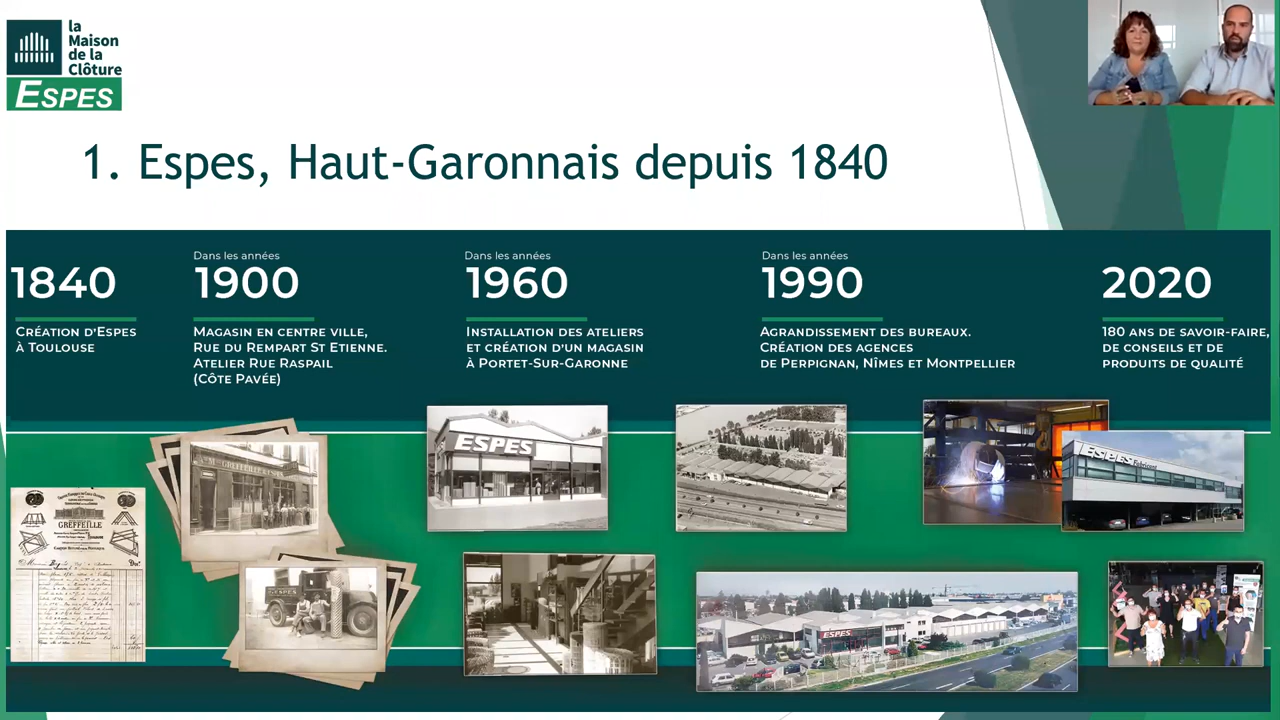 la
Maison
de la
Clôture
ESPES
1. Espes, Haut-Garonnais depuis 1840
1840
CRÉATION D'ESPES
À TOULOUSE
Dans les années
1900
MAGASIN EN CENTRE VILLE,
RUE DU REMPART ST ETIENNE.
ATELIER RUE RASPAIL
(CÔTE PAVÉE)
Dans les années
1960
INSTALLATION DES ATELIERS
ET CRÉATION D'UN MAGASIN
À PORTET-SUR-GARONNE
Dans les années
1990
AGRANDISSEMENT DES BUREAUX.
CRÉATION DES AGENCES
DE PERPIGNAN, NÎMES ET MONTPELLIER
2020
180 ANS DE SAVOIR-FAIRE,
DE CONSEILS ET DE
PRODUITS DE QUALITÉ
GREFFEILLE
ESPES
ESPES
ESPES
ESPES